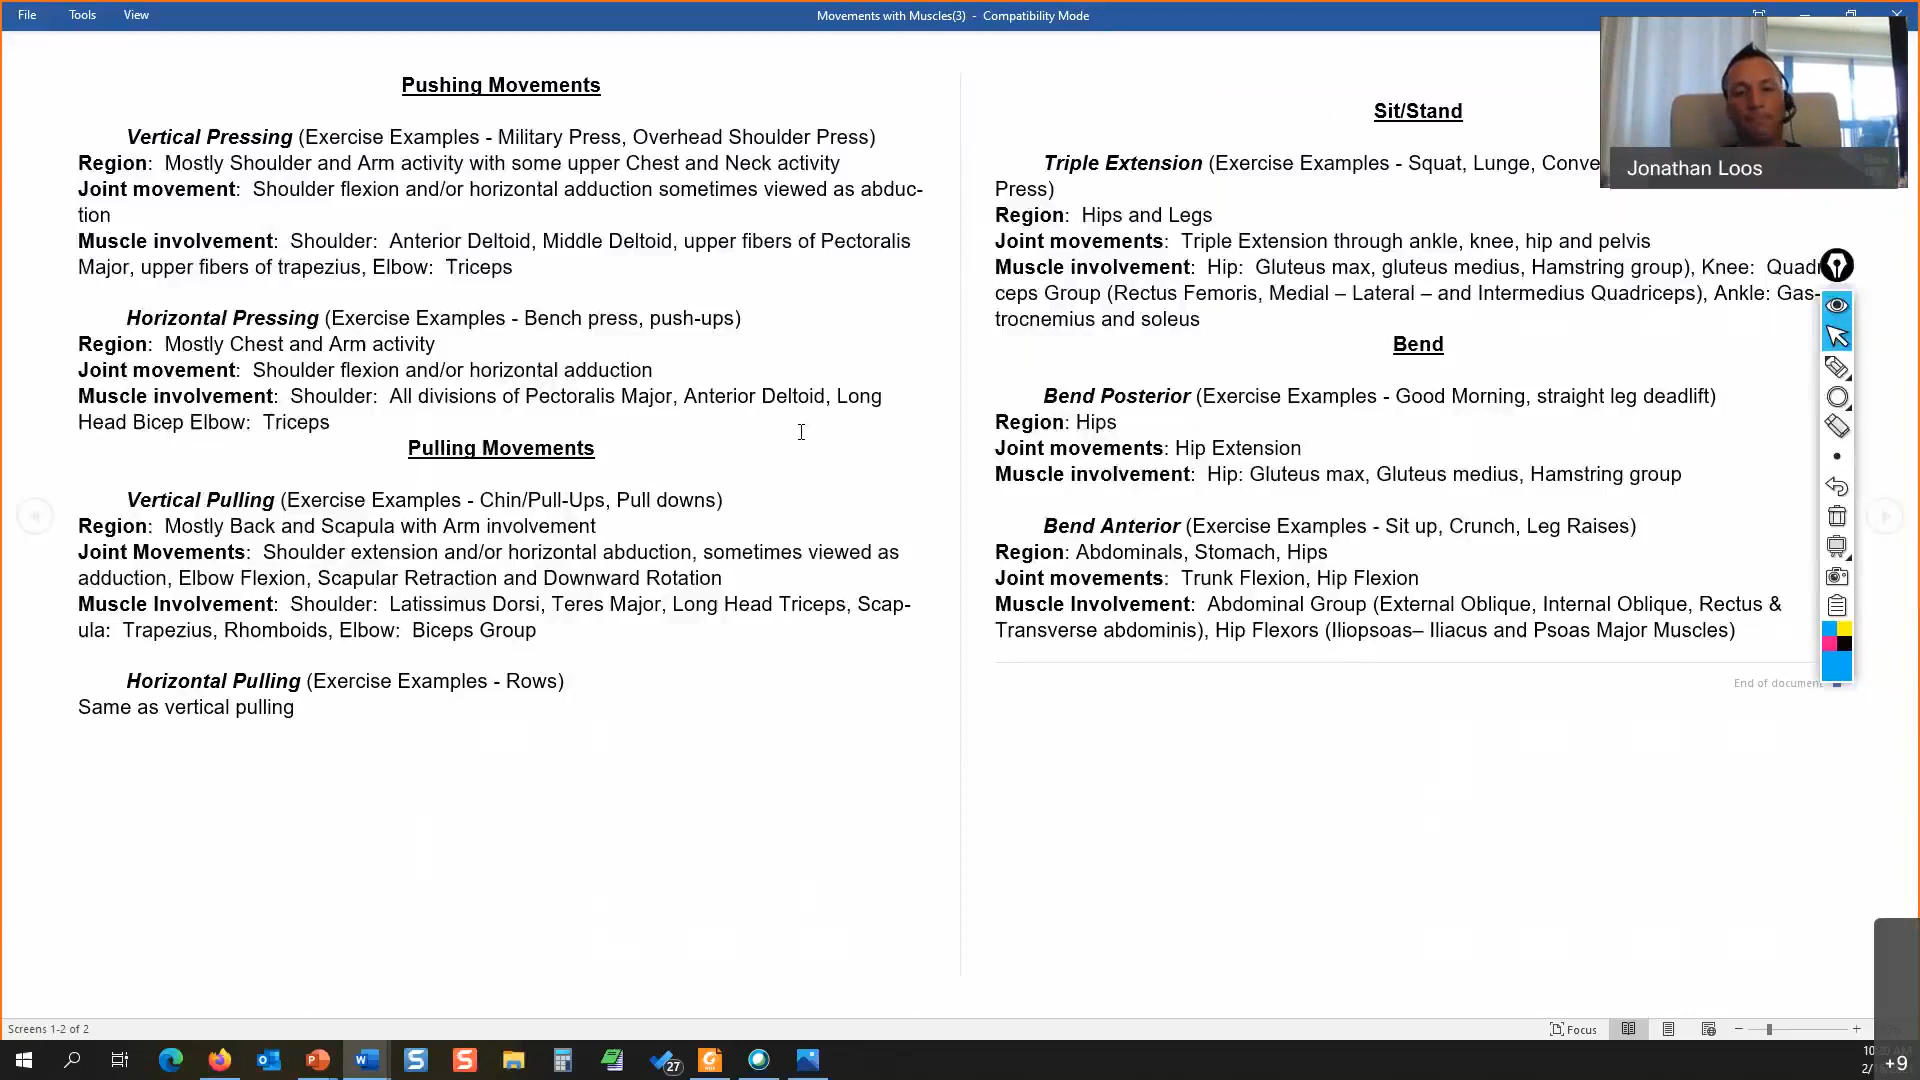 File Tools View
Movements with Muscles(3) - Compatibility Mode
Pushing Movements
Vertical Pressing (Exercise Examples - Military Press, Overhead Shoulder Press)
Region: Mostly Shoulder and Arm activity with some upper Chest and Neck activity
Joint movement: Shoulder flexion and/or horizontal adduction sometimes viewed as abduc-
tion
Muscle involvement: Shoulder: Anterior Deltoid, Middle Deltoid, upper fibers of Pectoralis
Major, upper fibers of trapezius, Elbow: Triceps
Horizontal Pressing (Exercise Examples - Bench press, push-ups)
Region: Mostly Chest and Arm activity
Joint movement: Shoulder flexion and/or horizontal adduction
Muscle involvement: Shoulder: All divisions of Pectoralis Major, Anterior Deltoid, Long
Head Bicep Elbow: Triceps
Pulling Movements
Vertical Pulling (Exercise Examples - Chin/Pull-Ups, Pull downs)
Region: Mostly Back and Scapula with Arm involvement
Joint Movements: Shoulder extension and/or horizontal abduction, sometimes viewed as
adduction, Elbow Flexion, Scapular Retraction and Downward Rotation
Muscle Involvement: Shoulder: Latissimus Dorsi, Teres Major, Long Head Triceps, Scap-
ula: Trapezius, Rhomboids, Elbow: Biceps Group
Horizontal Pulling (Exercise Examples - Rows)
Same as vertical pulling
Sit/Stand
Triple Extension (Exercise Examples - Squat, Lunge, Conve
Press)
Region: Hips and Legs
Joint movements: Triple Extension through ankle, knee, hip and pelvis
Muscle involvement: Hip: Gluteus max, gluteus medius, Hamstring group), Knee: Quadr
ceps Group (Rectus Femoris, Medial – Lateral – and Intermedius Quadriceps), Ankle: Gas-
trocnemius and soleus
Bend
Bend Posterior (Exercise Examples - Good Morning, straight leg deadlift)
Region: Hips
Joint movements: Hip Extension
Muscle involvement: Hip: Gluteus max, Gluteus medius, Hamstring group
Bend Anterior (Exercise Examples - Sit up, Crunch, Leg Raises)
Region: Abdominals, Stomach, Hips
Joint movements: Trunk Flexion, Hip Flexion
Muscle Involvement: Abdominal Group (External Oblique, Internal Oblique, Rectus &
Transverse abdominis), Hip Flexors (Iliopsoas– Iliacus and Psoas Major Muscles)
End of document
Jonathan Loos
Screens 1-2 of 2
Focus
27
+9